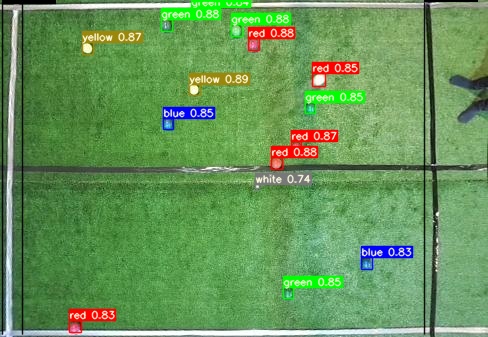 green 0.84
green 0.88
green 0.88
red 0.88
yellow 0.87
red 0.85
yellow 0.89
green 0.85
blue 0.85
red 0.87
red 0.88
white 0.74
blue 0.83
green 0.85
red 0.83